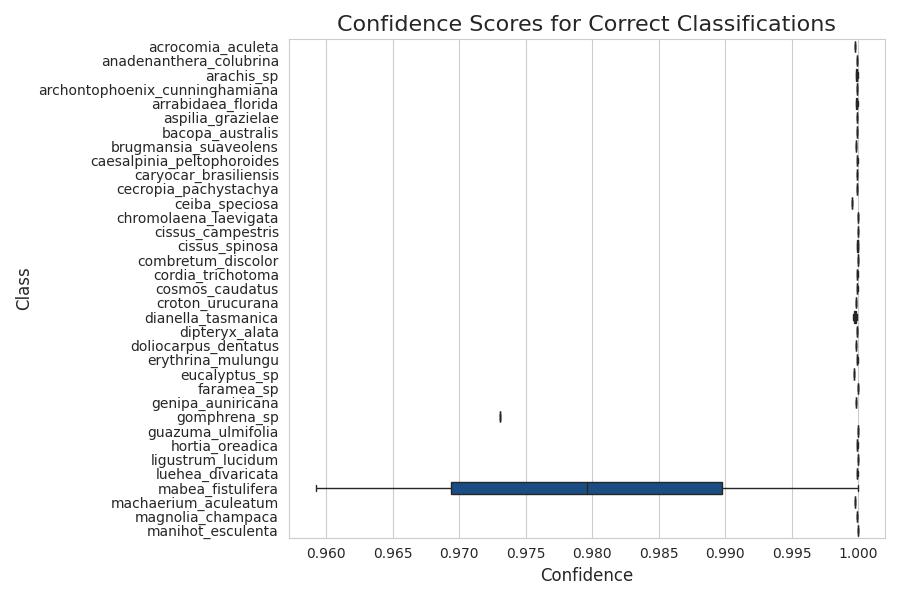 Confidence Scores for Correct Classifications
acrocomia_aculeta
anadenanthera_colubrina
arachis_sp
archontophoenix_cunninghamiana
arrabidaea_florida
aspilia_grazielae
bacopa_australis
brugmansia_suaveolens
caesalpinia_peltophoroides
caryocar_brasiliensis
cecropia_pachystachya
ceiba_speciosa
chromolaena_laevigata
cissus_campestris
cissus_spinosa
combretum_discolor
cordia_trichotoma
cosmos_caudatus
croton_urucurana
dianella_tasmanica
dipteryx_alata
doliocarpus_dentatus
erythrina_mulungu
eucalyptus_sp
faramea_sp
genipa_auniricana
gomphrena_sp
guazuma_ulmifolia
hortia_oreadica
ligustrum_lucidum
luehea_divaricata
mabea_fistulifera
machaerium_aculeatum
magnolia_champaca
manihot_esculenta
Class
0.960 0.965 0.970 0.975 0.980 0.985 0.990 0.995 1.000
Confidence